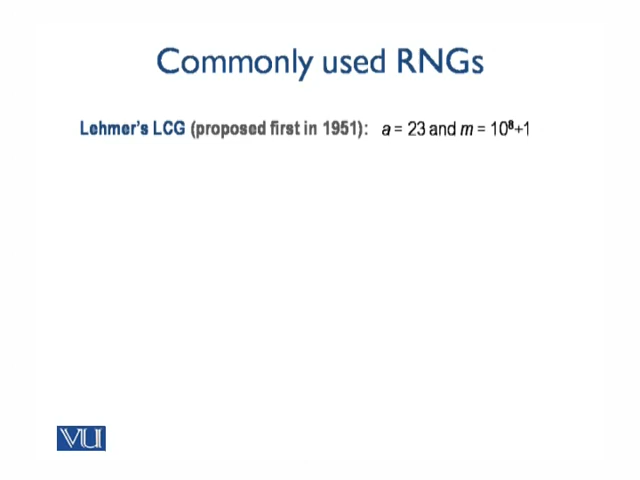 Commonly used RNGs
Lehmer's LCG (proposed first in 1951): a = 23 and m = 10⁸+1
VU